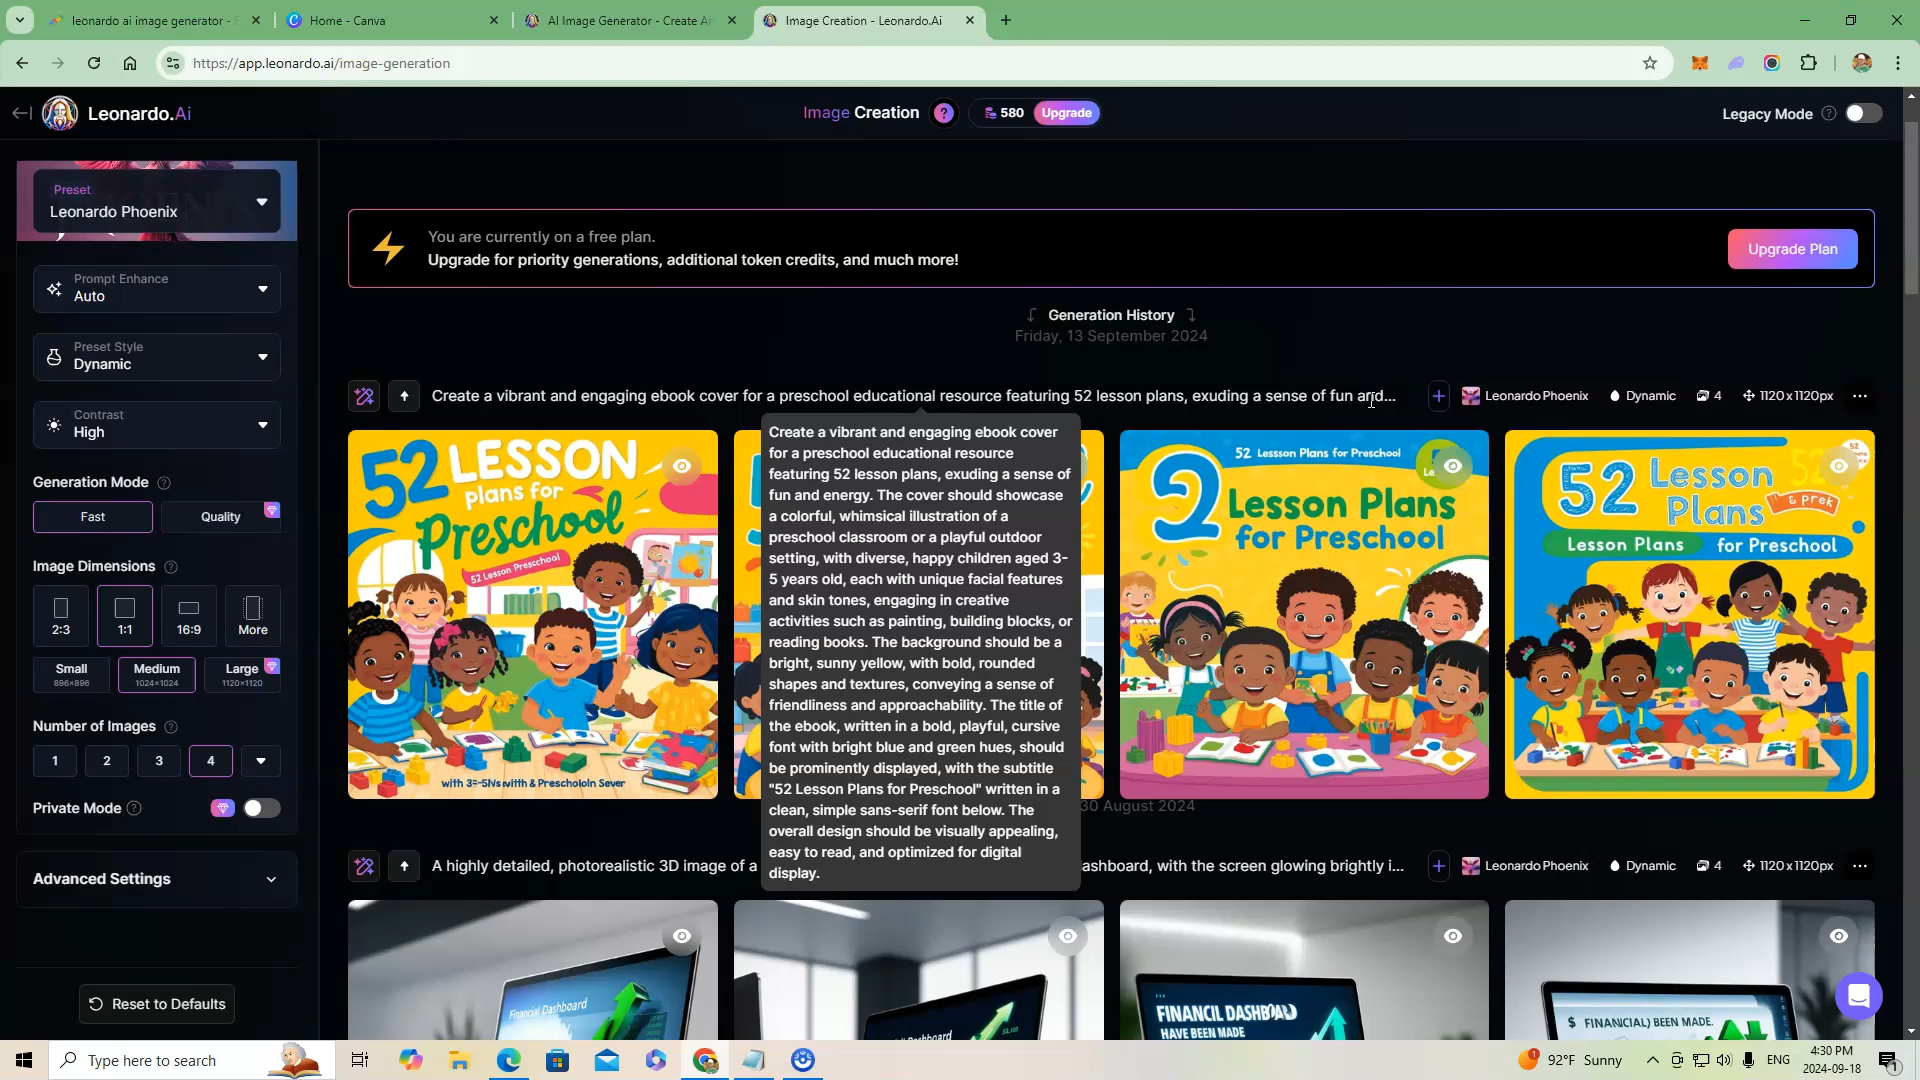 leonardo ai image generator -
Home - Canva
AI Image Generator - Create Ar
Image Creation - Leonardo.Ai
https://app.leonardo.ai/image-generation
Leonardo.Ai
Image Creation
?
580
Upgrade
Legacy Mode
Preset
Leonardo Phoenix
Prompt Enhance
Auto
Preset Style
Dynamic
Contrast
High
Generation Mode
Fast
Quality
Image Dimensions
2:3
1:1
16:9
More
Small
896×896
Medium
1024×1024
Large
1120×1120
Number of Images
1
2
3
4
Private Mode
Advanced Settings
Reset to Defaults
You are currently on a free plan.
Upgrade for priority generations, additional token credits, and much more!
Upgrade Plan
Generation History
Friday, 13 September 2024
Create a vibrant and engaging ebook cover for a preschool educational resource featuring 52 lesson plans, exuding a sense of fun and...
Leonardo Phoenix
Dynamic
4
1120x1120px
Create a vibrant and engaging ebook cover
for a preschool educational resource
featuring 52 lesson plans, exuding a sense of
fun and energy. The cover should showcase
a colorful, whimsical illustration of a
preschool classroom or a playful outdoor
setting, with diverse, happy children aged 3-
5 years old, each with unique facial features
and skin tones, engaging in creative
activities such as painting, building blocks, or
reading books. The background should be a
bright, sunny yellow, with bold, rounded
shapes and textures, conveying a sense of
friendliness and approachability. The title of
the ebook, written in a bold, playful, cursive
font with bright blue and green hues, should
be prominently displayed, with the subtitle
"52 Lesson Plans for Preschool" written in a
clean, simple sans-serif font below. The
overall design should be visually appealing,
easy to read, and optimized for digital
display.
52 LESSON
plans for
Preschool
52 Lesson Preschool
52 Lessson Plans for Preschool
2
Lesson Plans
for Preschool
52 Lesson
Plans
& PreK
Lesson Plans for Preschool
30 August 2024
A highly detailed, photorealistic 3D image of a
ashboard, with the screen glowing brightly i...
Leonardo Phoenix
Dynamic
4
1120x1120px
Financial Dashboard
HAVE BEEN MADE
$ FINANCIAL) BEEN MADE.
Type here to search
92°F Sunny
ENG
4:30 PM
2024-09-18
1